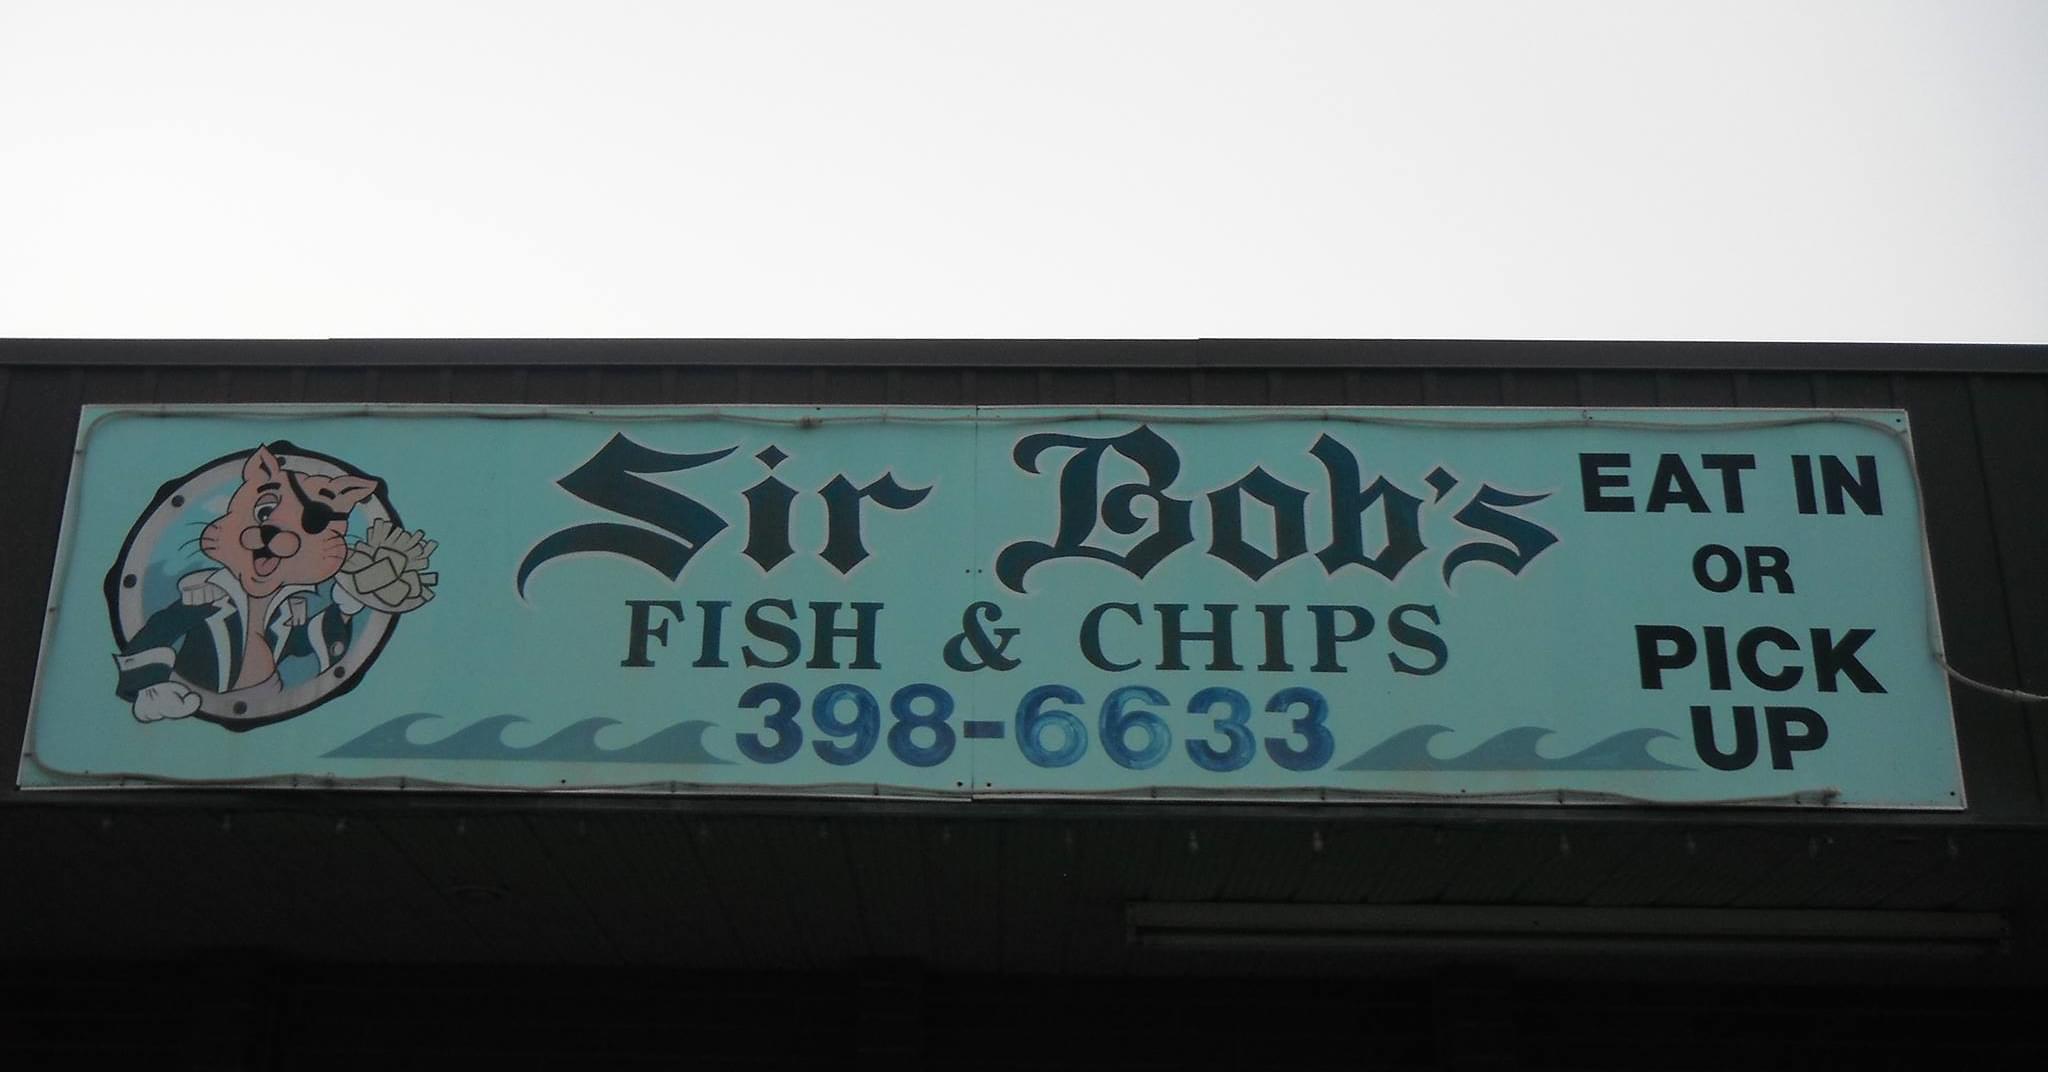 Sir Bob's
FISH & CHIPS
398-6633
EAT IN
OR
PICK
UP